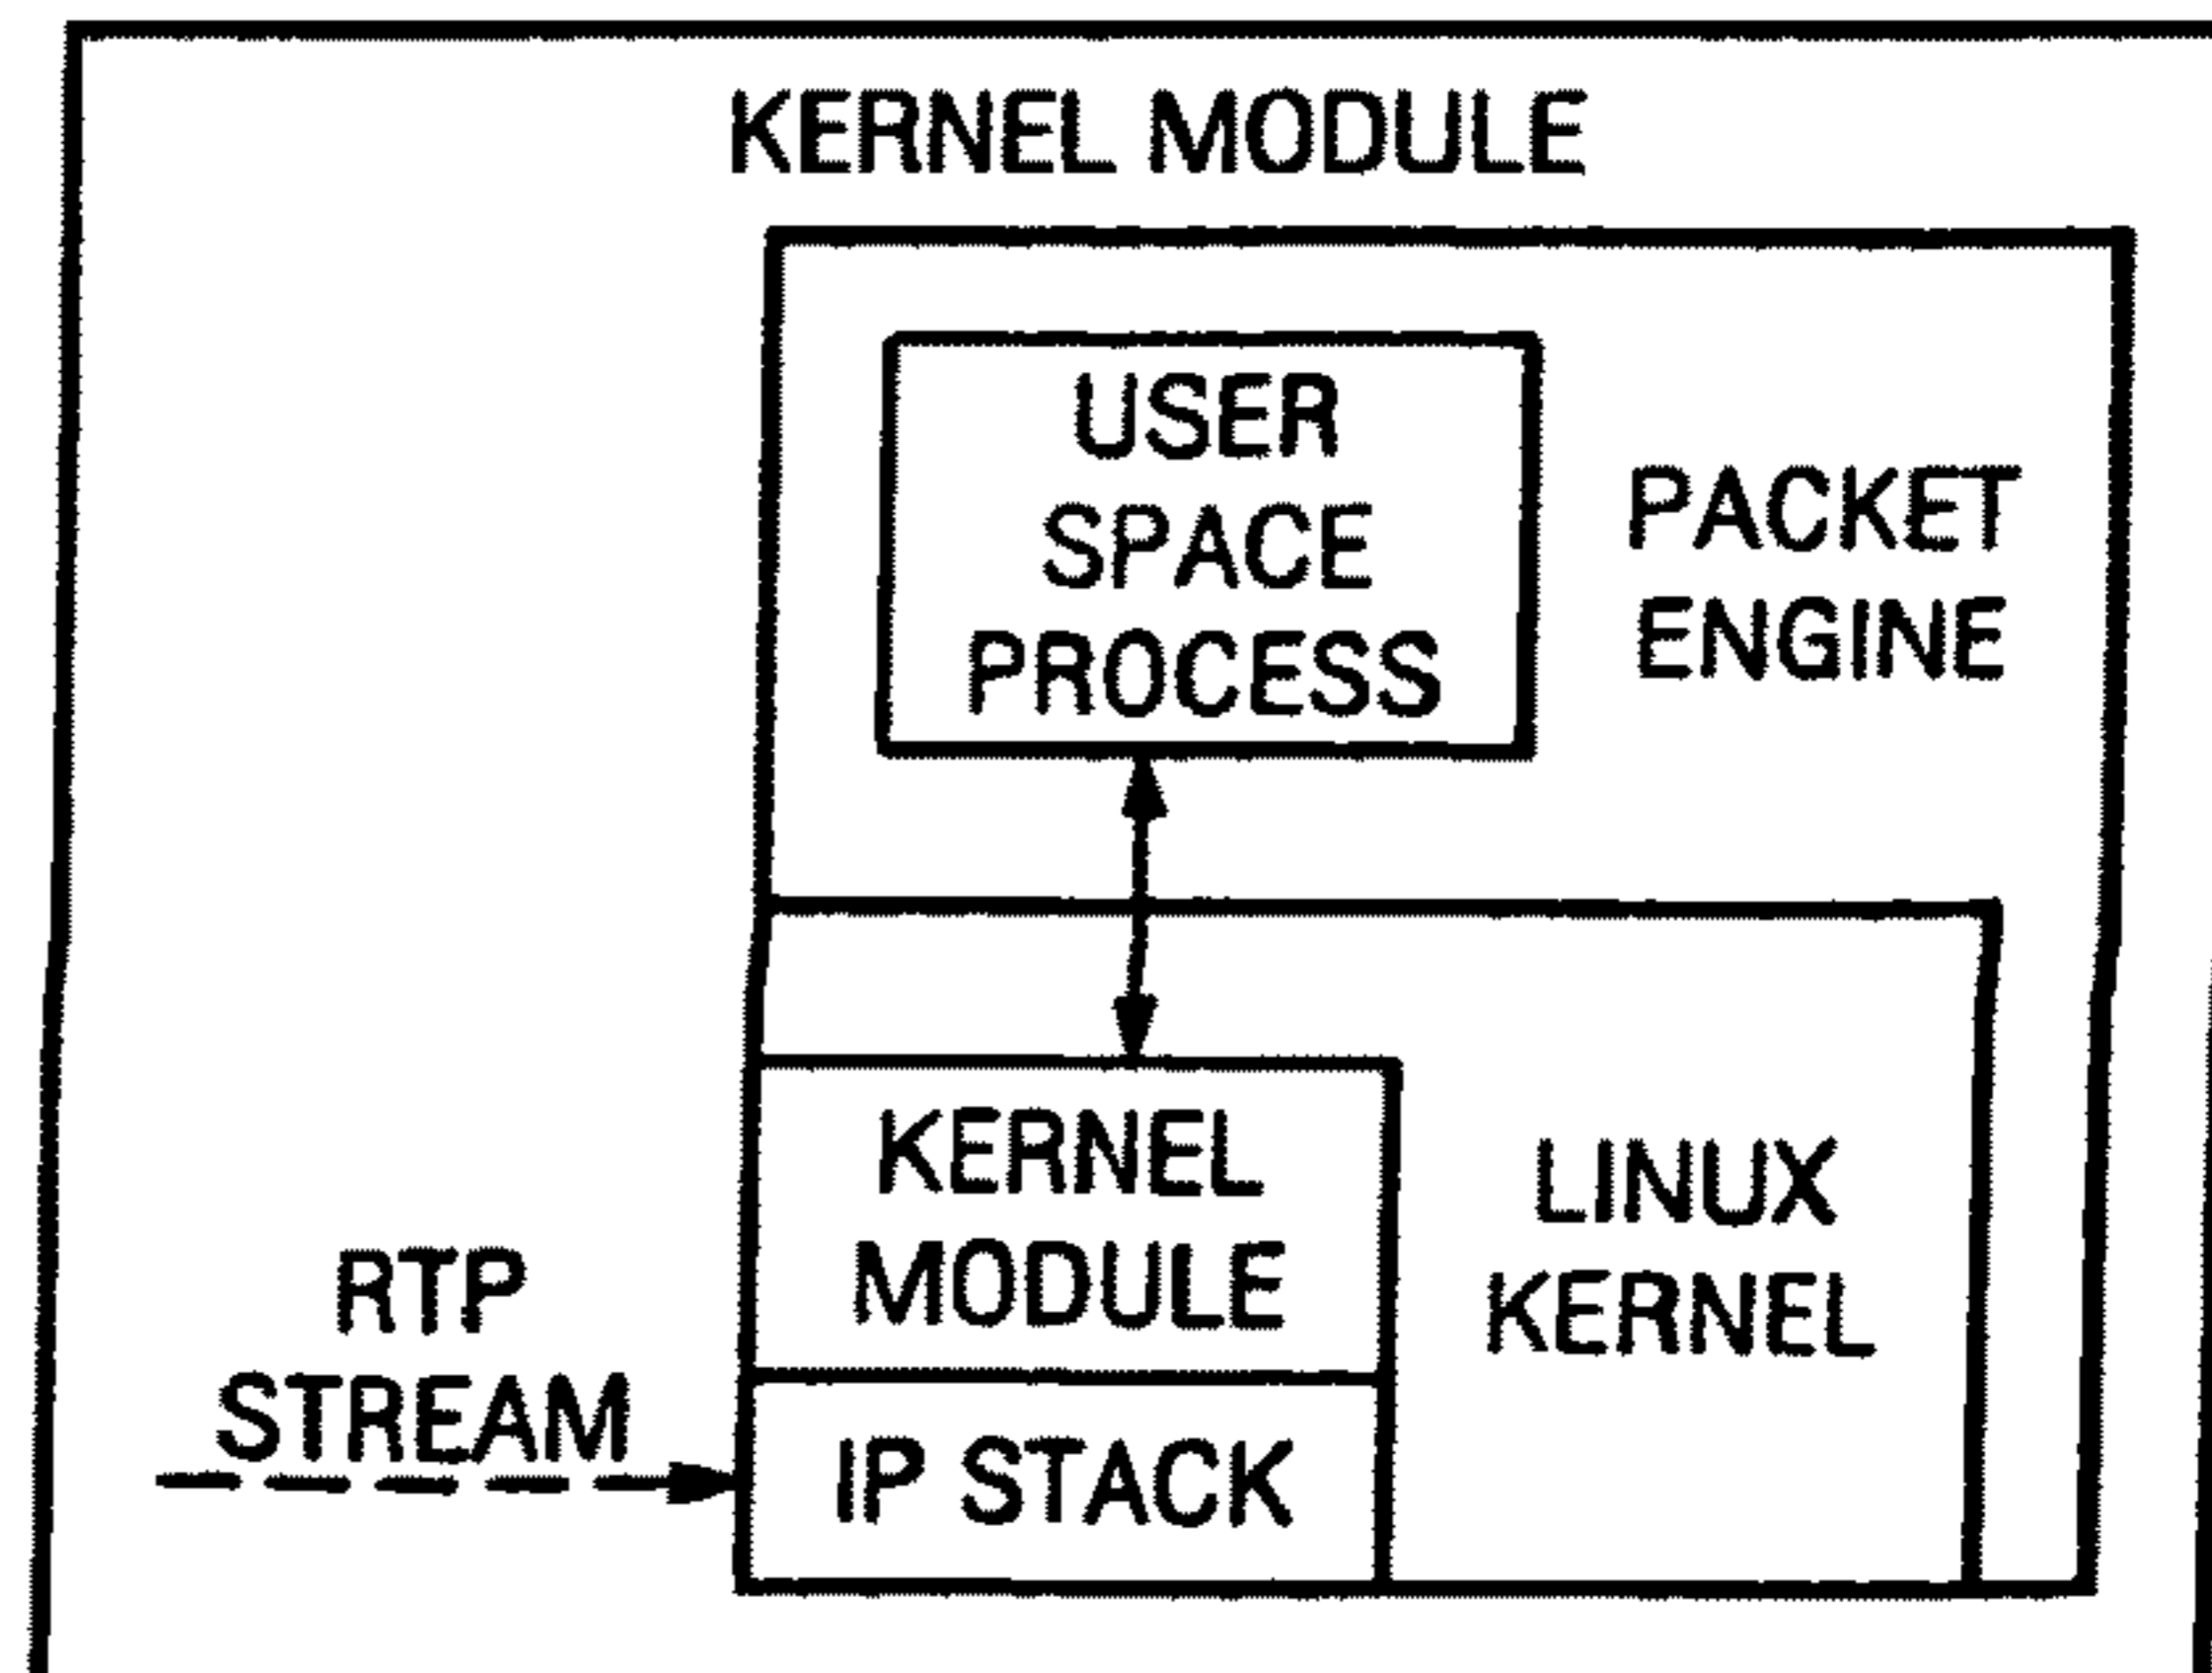 KERNEL MODULE
USER
SPACE
PROCESS
PACKET
ENGINE
KERNEL
MODULE
LINUX
KERNEL
RTP
STREAM
IP STACK